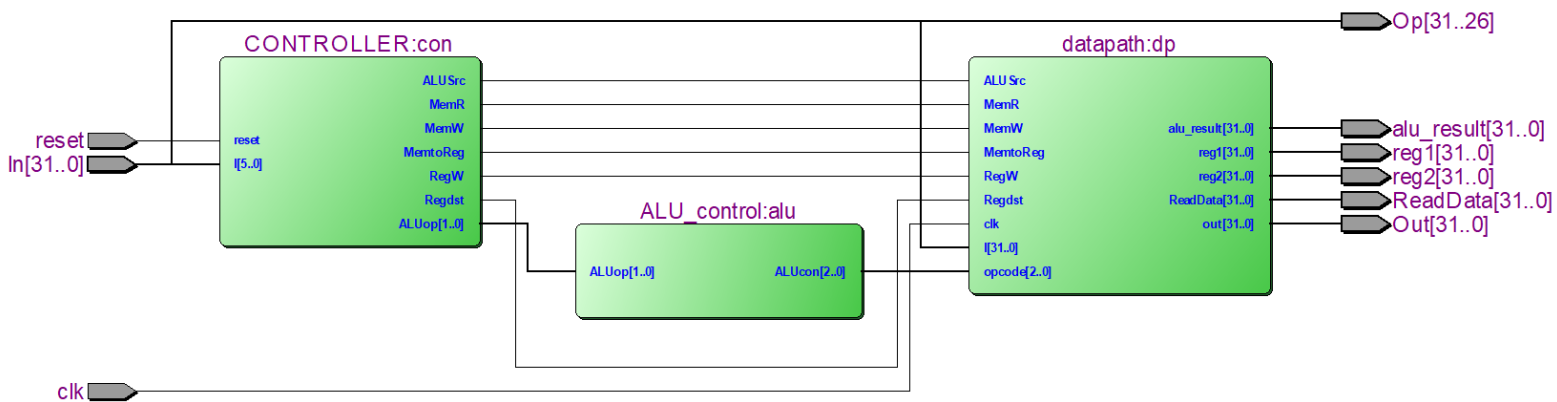 Op[31..26]
CONTROLLER:con
datapath:dp
ALUSrc
MemR
MemW
MemtoReg
RegW
Regdst
ALUop[1..0]
reset
I[5..0]
reset
In[31..0]
ALU_control:alu
ALUop[1..0]
ALUcon[2..0]
ALUSrc
MemR
MemW
MemtoReg
RegW
Regdst
clk
I[31..0]
opcode[2..0]
alu_result[31..0]
reg1[31..0]
reg2[31..0]
ReadData[31..0]
out[31..0]
alu_result[31..0]
reg1[31..0]
reg2[31..0]
ReadData[31..0]
Out[31..0]
clk